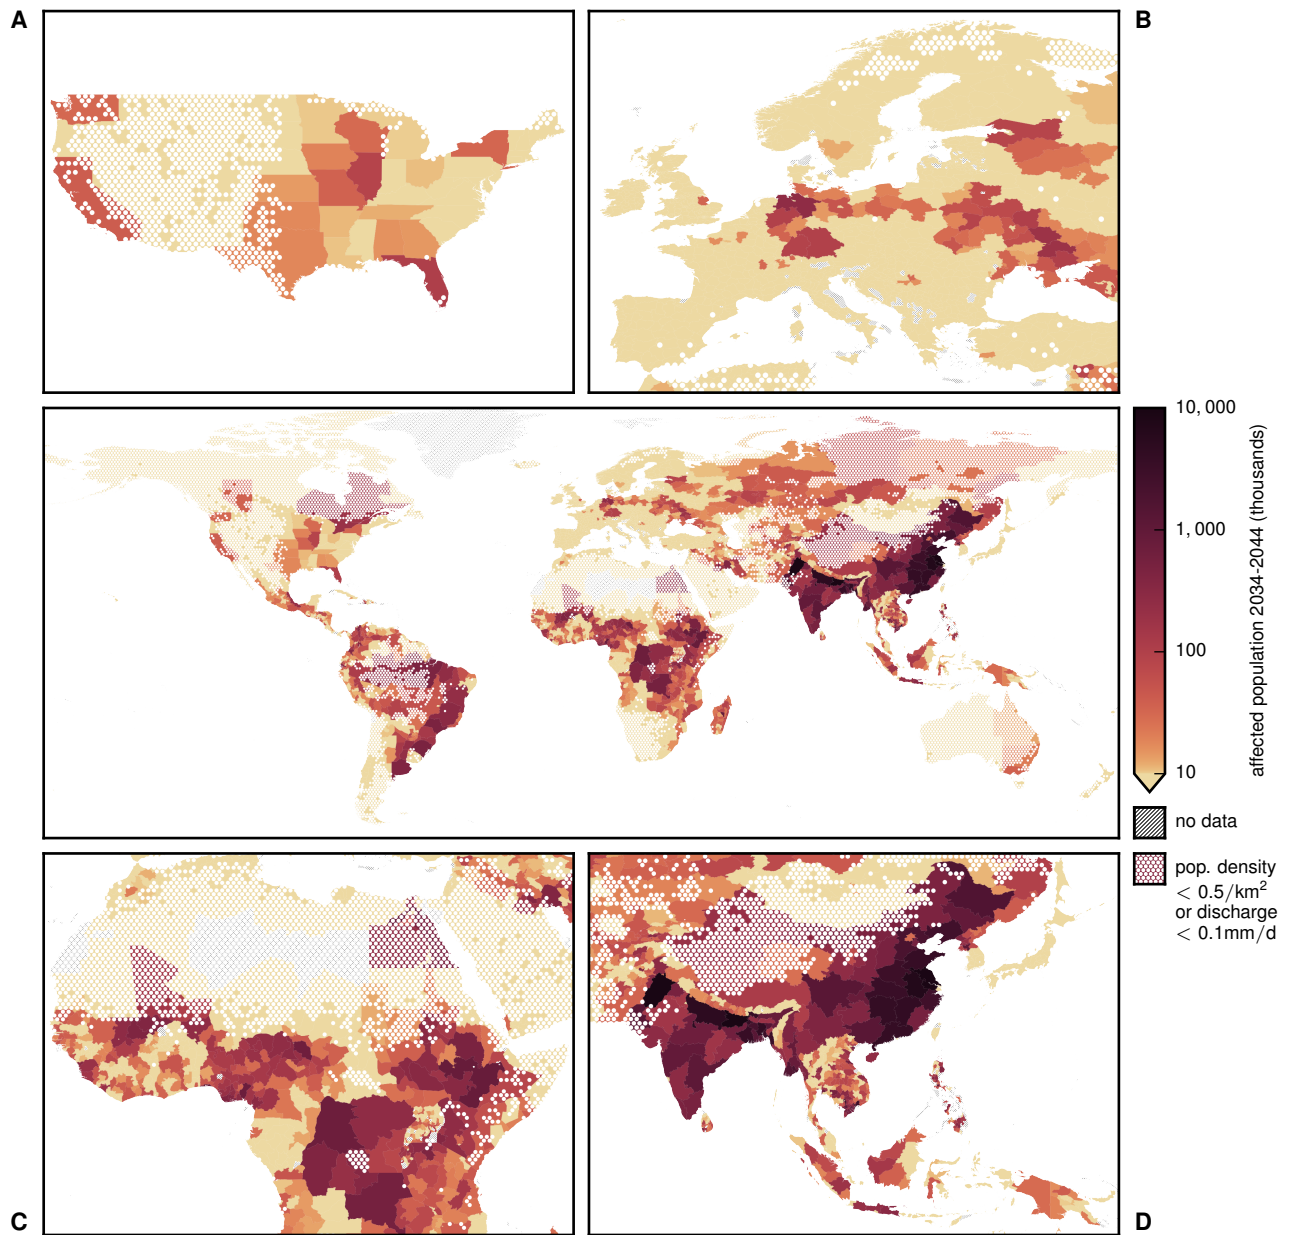 A
B
10, 000
1,000
100
10
affected population 2034-2044 (thousands)
no data
pop. density
< 0.5/km²
or discharge
< 0.1mm/d
C
D